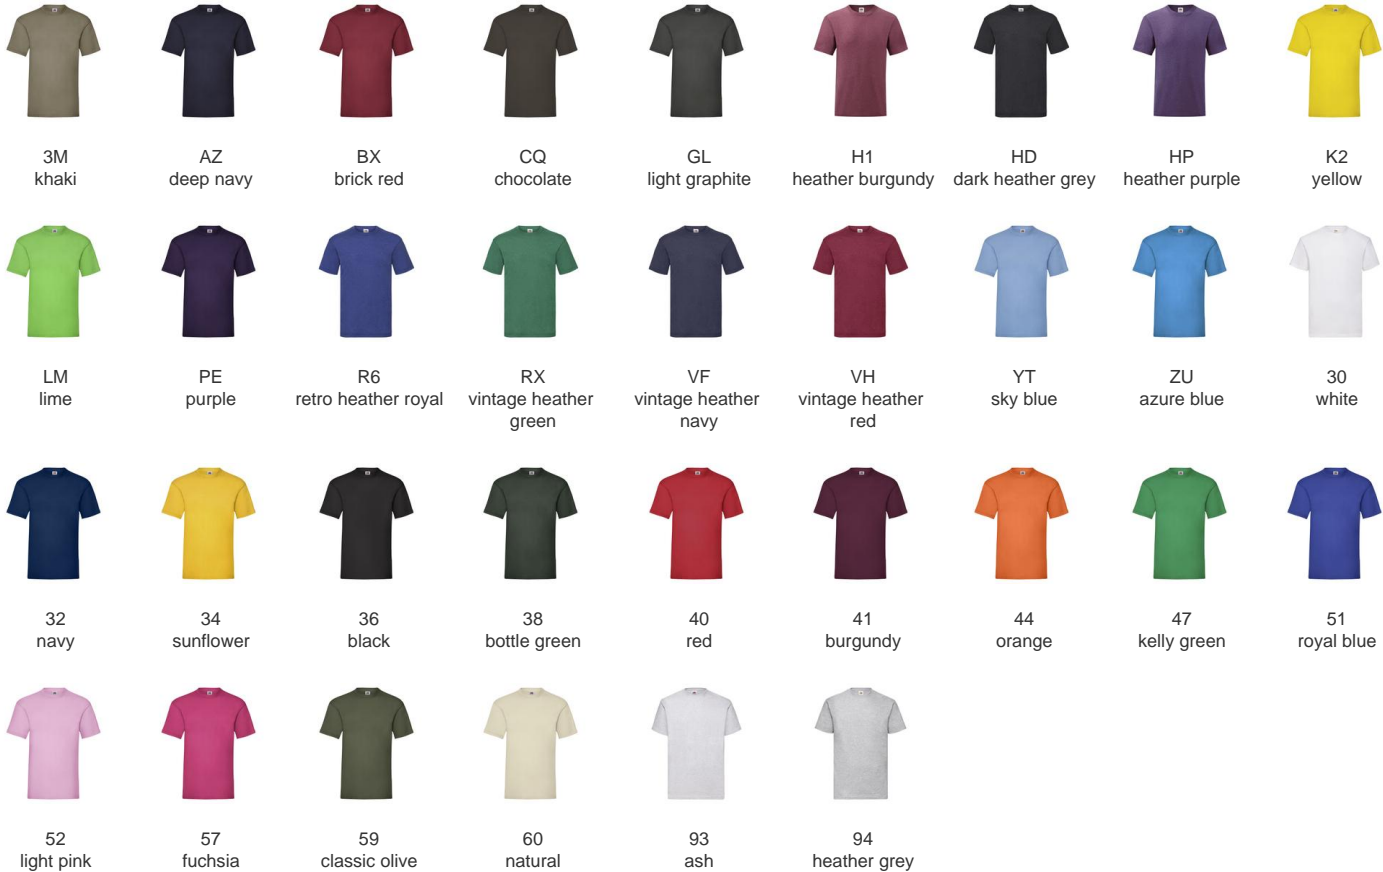 3M
khaki
AZ
deep navy
BX
brick red
CQ
chocolate
GL
light graphite
H1
heather burgundy
HD
dark heather grey
HP
heather purple
K2
yellow
LM
lime
PE
purple
R6
retro heather royal
RX
vintage heather
green
VF
vintage heather
navy
VH
vintage heather
red
YT
sky blue
ZU
azure blue
30
white
32
navy
34
sunflower
36
black
38
bottle green
40
red
41
burgundy
44
orange
47
kelly green
51
royal blue
52
light pink
57
fuchsia
59
classic olive
60
natural
93
ash
94
heather grey